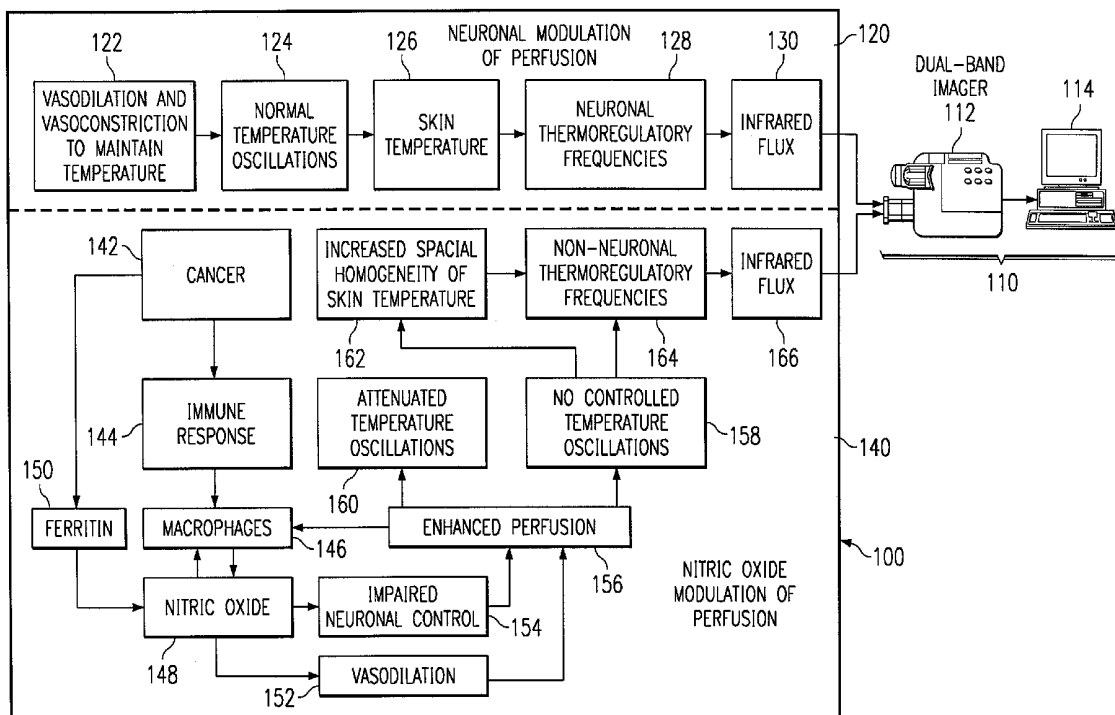 NEURONAL MODULATION
OF PERFUSION
122
124
126
128
130
120
VASODILATION AND
VASOCONSTRICTION
TO MAINTAIN
TEMPERATURE
NORMAL
TEMPERATURE
OSCILLATIONS
SKIN
TEMPERATURE
NEURONAL
THERMOREGULATORY
FREQUENCIES
INFRARED
FLUX
DUAL-BAND
IMAGER
112
114
110
142
CANCER
INCREASED SPACIAL
HOMOGENEITY OF
SKIN TEMPERATURE
162
NON-NEURONAL
THERMOREGULATORY
FREQUENCIES
164
INFRARED
FLUX
166
144
IMMUNE
RESPONSE
ATTENUATED
TEMPERATURE
OSCILLATIONS
160
NO CONTROLLED
TEMPERATURE
OSCILLATIONS
158
140
150
FERRITIN
MACROPHAGES
146
ENHANCED PERFUSION
156
100
NITRIC OXIDE
148
IMPAIRED
NEURONAL CONTROL
154
NITRIC OXIDE
MODULATION OF
PERFUSION
152
VASODILATION